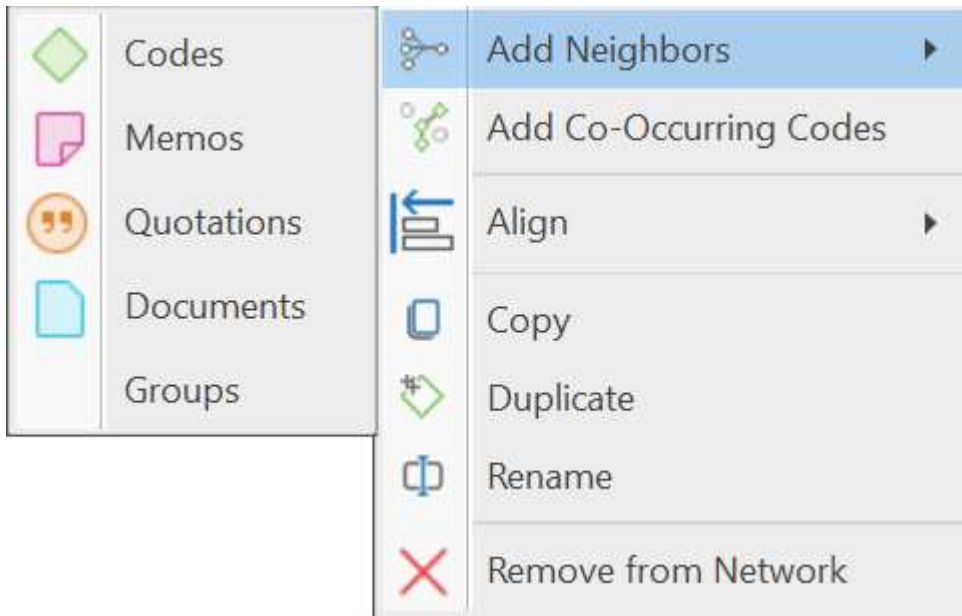 Codes
Memos
Quotations
Documents
Groups
Add Neighbors
Add Co-Occurring Codes
Align
Copy
Duplicate
Rename
Remove from Network